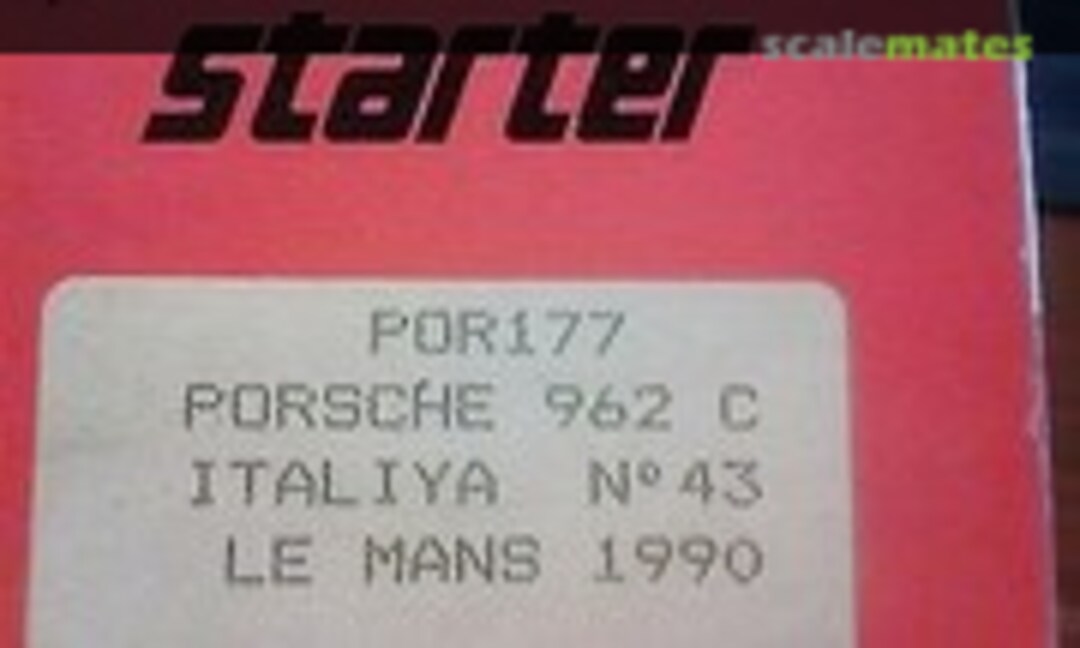 starter
scalemates
POR177
PORSCHE 962 C
ITALIYA N°43
LE MANS 1990